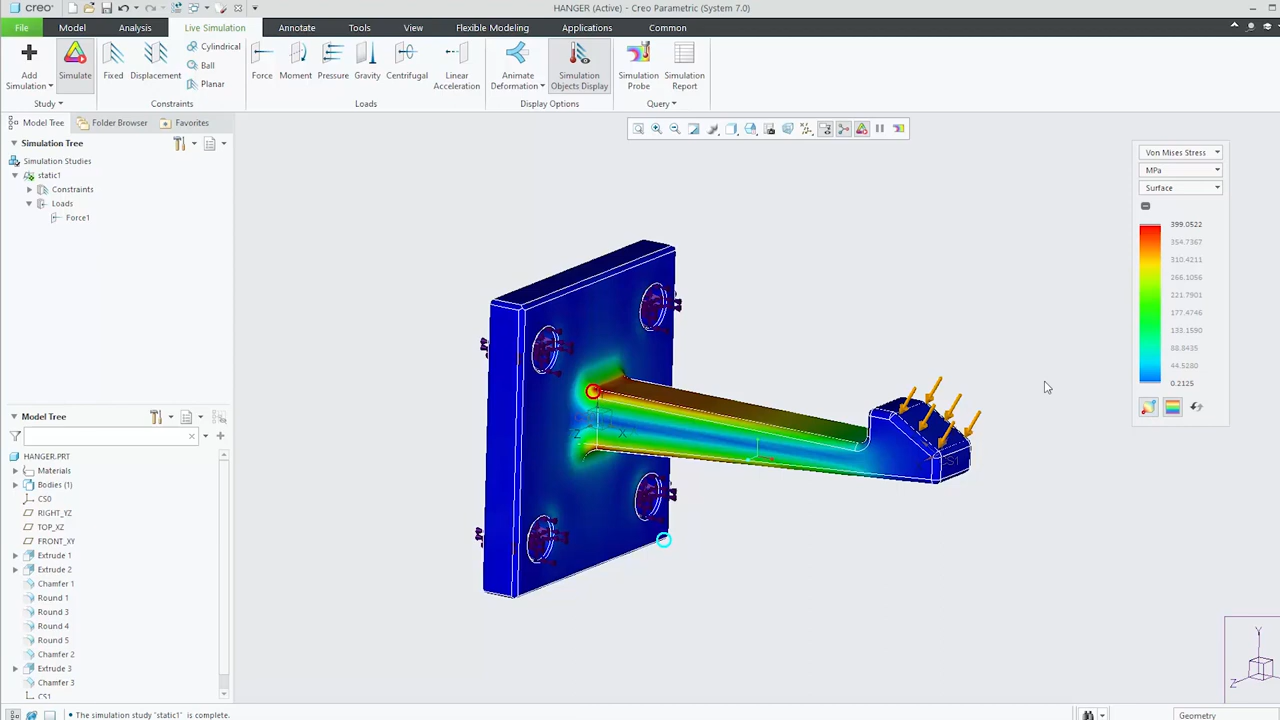 creo
HANGER (Active) - Creo Parametric (System 7.0)
File Model Analysis Live Simulation Annotate Tools View Flexible Modeling Applications Common
Add Simulation
Simulate
Fixed
Displacement
Cylindrical
Ball
Planar
Force
Moment
Pressure
Gravity
Centrifugal
Linear Acceleration
Animate Deformation
Simulation Objects Display
Simulation Probe
Simulation Report
Study Constraints Loads Display Options Query
Model Tree Folder Browser Favorites
Simulation Tree
Simulation Studies
static1
Constraints
Loads
Force1
Von Mises Stress
MPa
Surface
399.0522
354.7367
310.4211
266.1056
221.7901
177.4746
133.1590
88.8435
44.5280
0.2125
Z
X
CS1
Model Tree
HANGER.PRT
Materials
Bodies (1)
CS0
RIGHT_YZ
TOP_XZ
FRONT_XY
Extrude 1
Extrude 2
Chamfer 1
Round 1
Round 3
Round 4
Round 5
Chamfer 2
Extrude 3
Chamfer 3
CS1
Y
Z
The simulation study 'static1' is complete.
Geometry